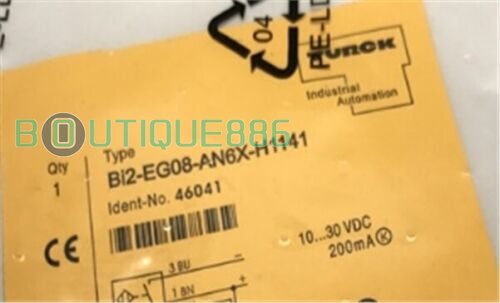 04
PE-LD
TURCK
Industrial
Automation
BOUTIQUE886
Qty
1
Type
Bi2-EG08-AN6X-H1141
Ident-No. 46041
CE
10...30 VDC
200mA K
3 BU
1 BN
-
+